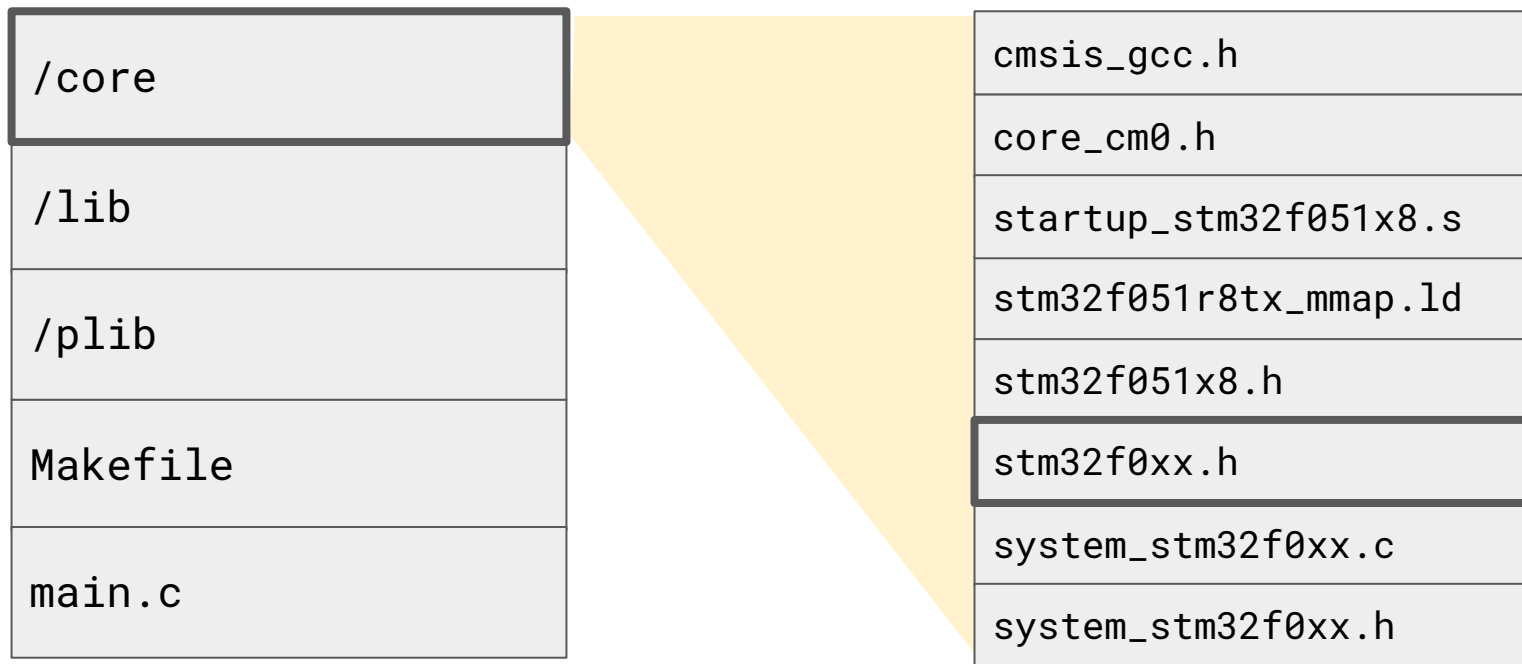 /core
/lib
/plib
Makefile
main.c
cmsis_gcc.h
core_cm0.h
startup_stm32f051x8.s
stm32f051r8tx_mmap.ld
stm32f051x8.h
stm32f0xx.h
system_stm32f0xx.c
system_stm32f0xx.h